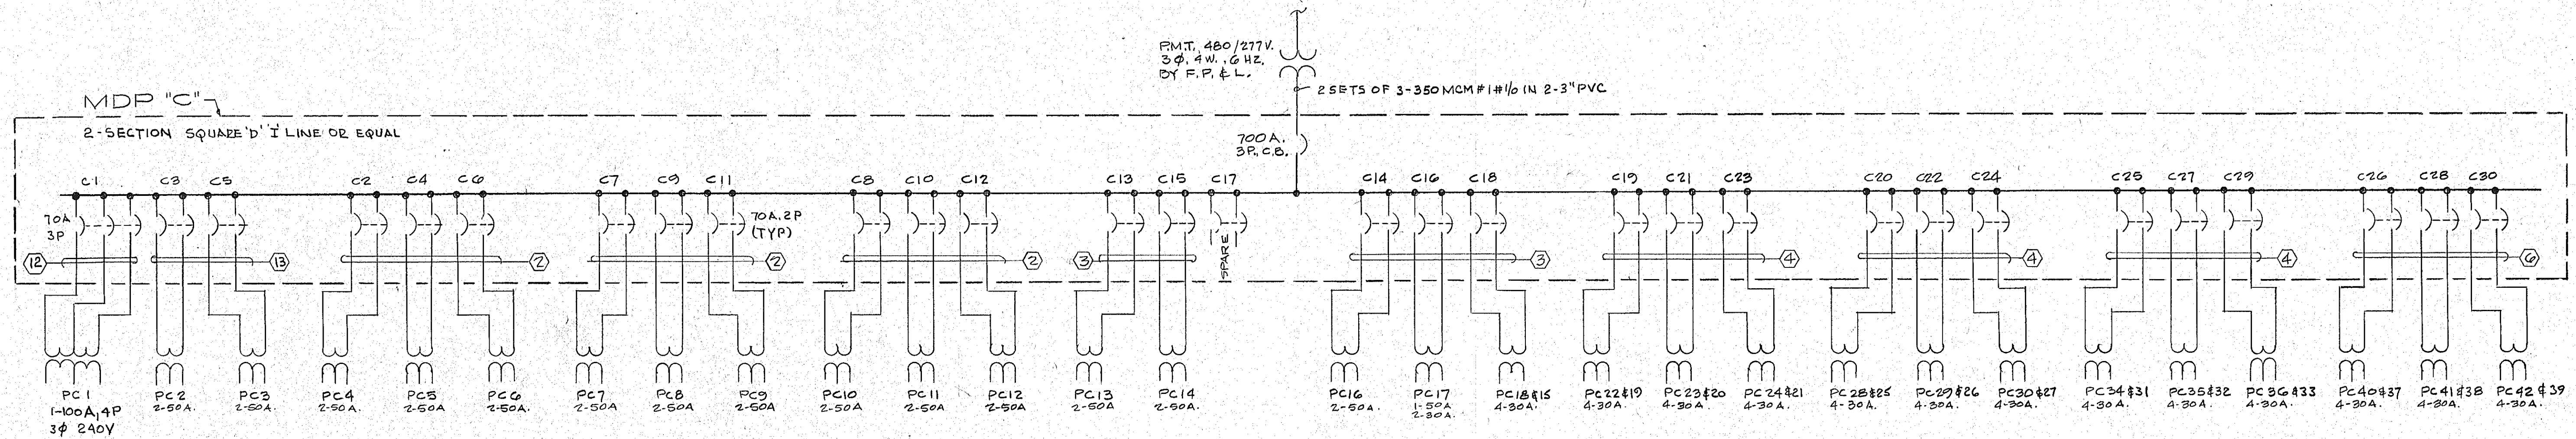 P.M.T., 480/277V.
3Ø, 4W., 6 HZ.
BY F.P. & L.
2 SETS OF 3-350 MCM #1 #1/0 IN 2-3" PVC
MDP "C"
2-SECTION SQUARE 'D' 'I' LINE OR EQUAL
700 A.
3P., C.B.
C1 C3 C5 C2 C4 C6 C7 C9 C11 C8 C10 C12 C13 C15 C17 C14 C16 C18 C19 C21 C23 C20 C22 C24 C25 C27 C29 C26 C28 C30
70A
3P
70A, 2P
(TYP)
SPARE
12 13 2 2 2 3 3 4 4 4 6
PC 1
1-100A, 4P
3Ø 240V
PC 2
2-50A.
PC3
2-50A.
PC4
2-50A.
PC5
2-50A
PC6
2-50A.
PC7
2-50A
PC8
2-50A
PC9
2-50A
PC10
2-50A
PC11
2-50A
PC12
2-50A
PC13
2-50A
PC14
2-50A.
PC16
2-50A.
PC17
1-50A
2-30A.
PC18 & 15
4-30A.
PC22 & 19
4-30A.
PC23 & 20
4-30A.
PC24 & 21
4-30A.
PC28 & 25
4-30A.
PC29 & 26
4-30A.
PC30 & 27
4-30A.
PC34 & 31
4-30A.
PC35 & 32
4-30A.
PC36 & 33
4-30A.
PC40 & 37
4-30A.
PC41 & 38
4-30A.
PC42 & 39
4-30A.